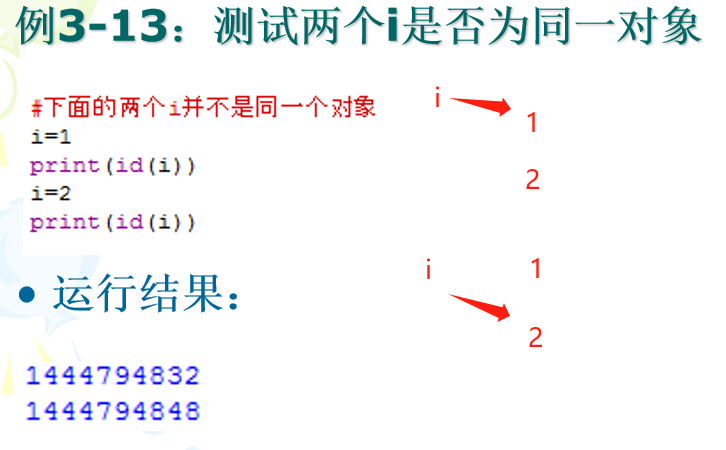 例3-13：测试两个i是否为同一对象
#下面的两个i并不是同一个对象
i=1
print(id(i))
i=2
print(id(i))
i
1
2
• 运行结果：
i
1
2
1444794832
1444794848